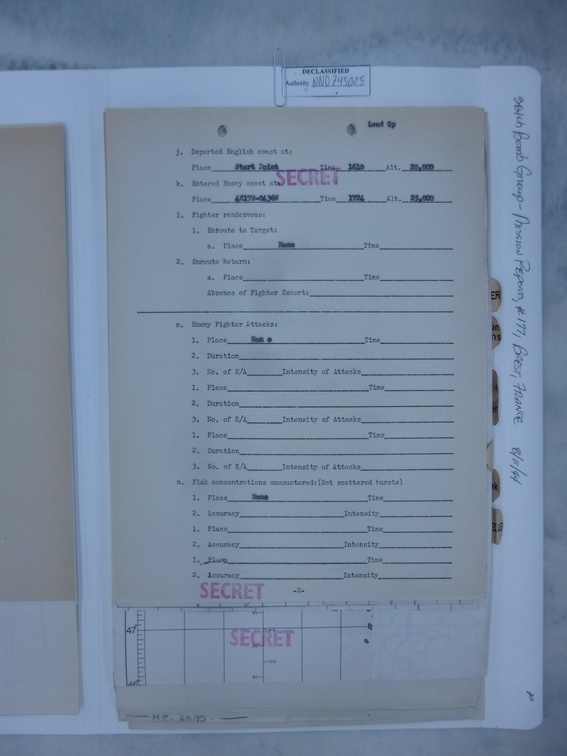 DECLASSIFIED
Authority NND 745005
Lead Gp
j. Departed English coast at:
Place Start Point Time 1610 Alt. 20,000
SECRET
k. Entered Enemy coast at:
Place 4817N-0436W Time 1724 Alt. 25,000
l. Fighter rendezvous:
1. Enroute to Target:
a. Place None Time
2. Enroute Return:
a. Place Time
Absence of Fighter Escort:
m. Enemy Fighter Attacks:
1. Place Non e Time
2. Duration
3. No. of E/A Intensity of Attacks
1. Place Time
2. Duration
3. No. of E/A Intensity of Attacks
1. Place Time
2. Duration
3. No. of E/A Intensity of Attacks
n. Flak concentrations encountered:(Not scattered bursts)
1. Place None Time
2. Accuracy Intensity
1. Place Time
2. Accuracy Intensity
1. Place Time
2. Accuracy Intensity
SECRET
-2-
47
SECRET
Bomb Group - Mission Reports, #177, BREST, FRANCE 8/11/44